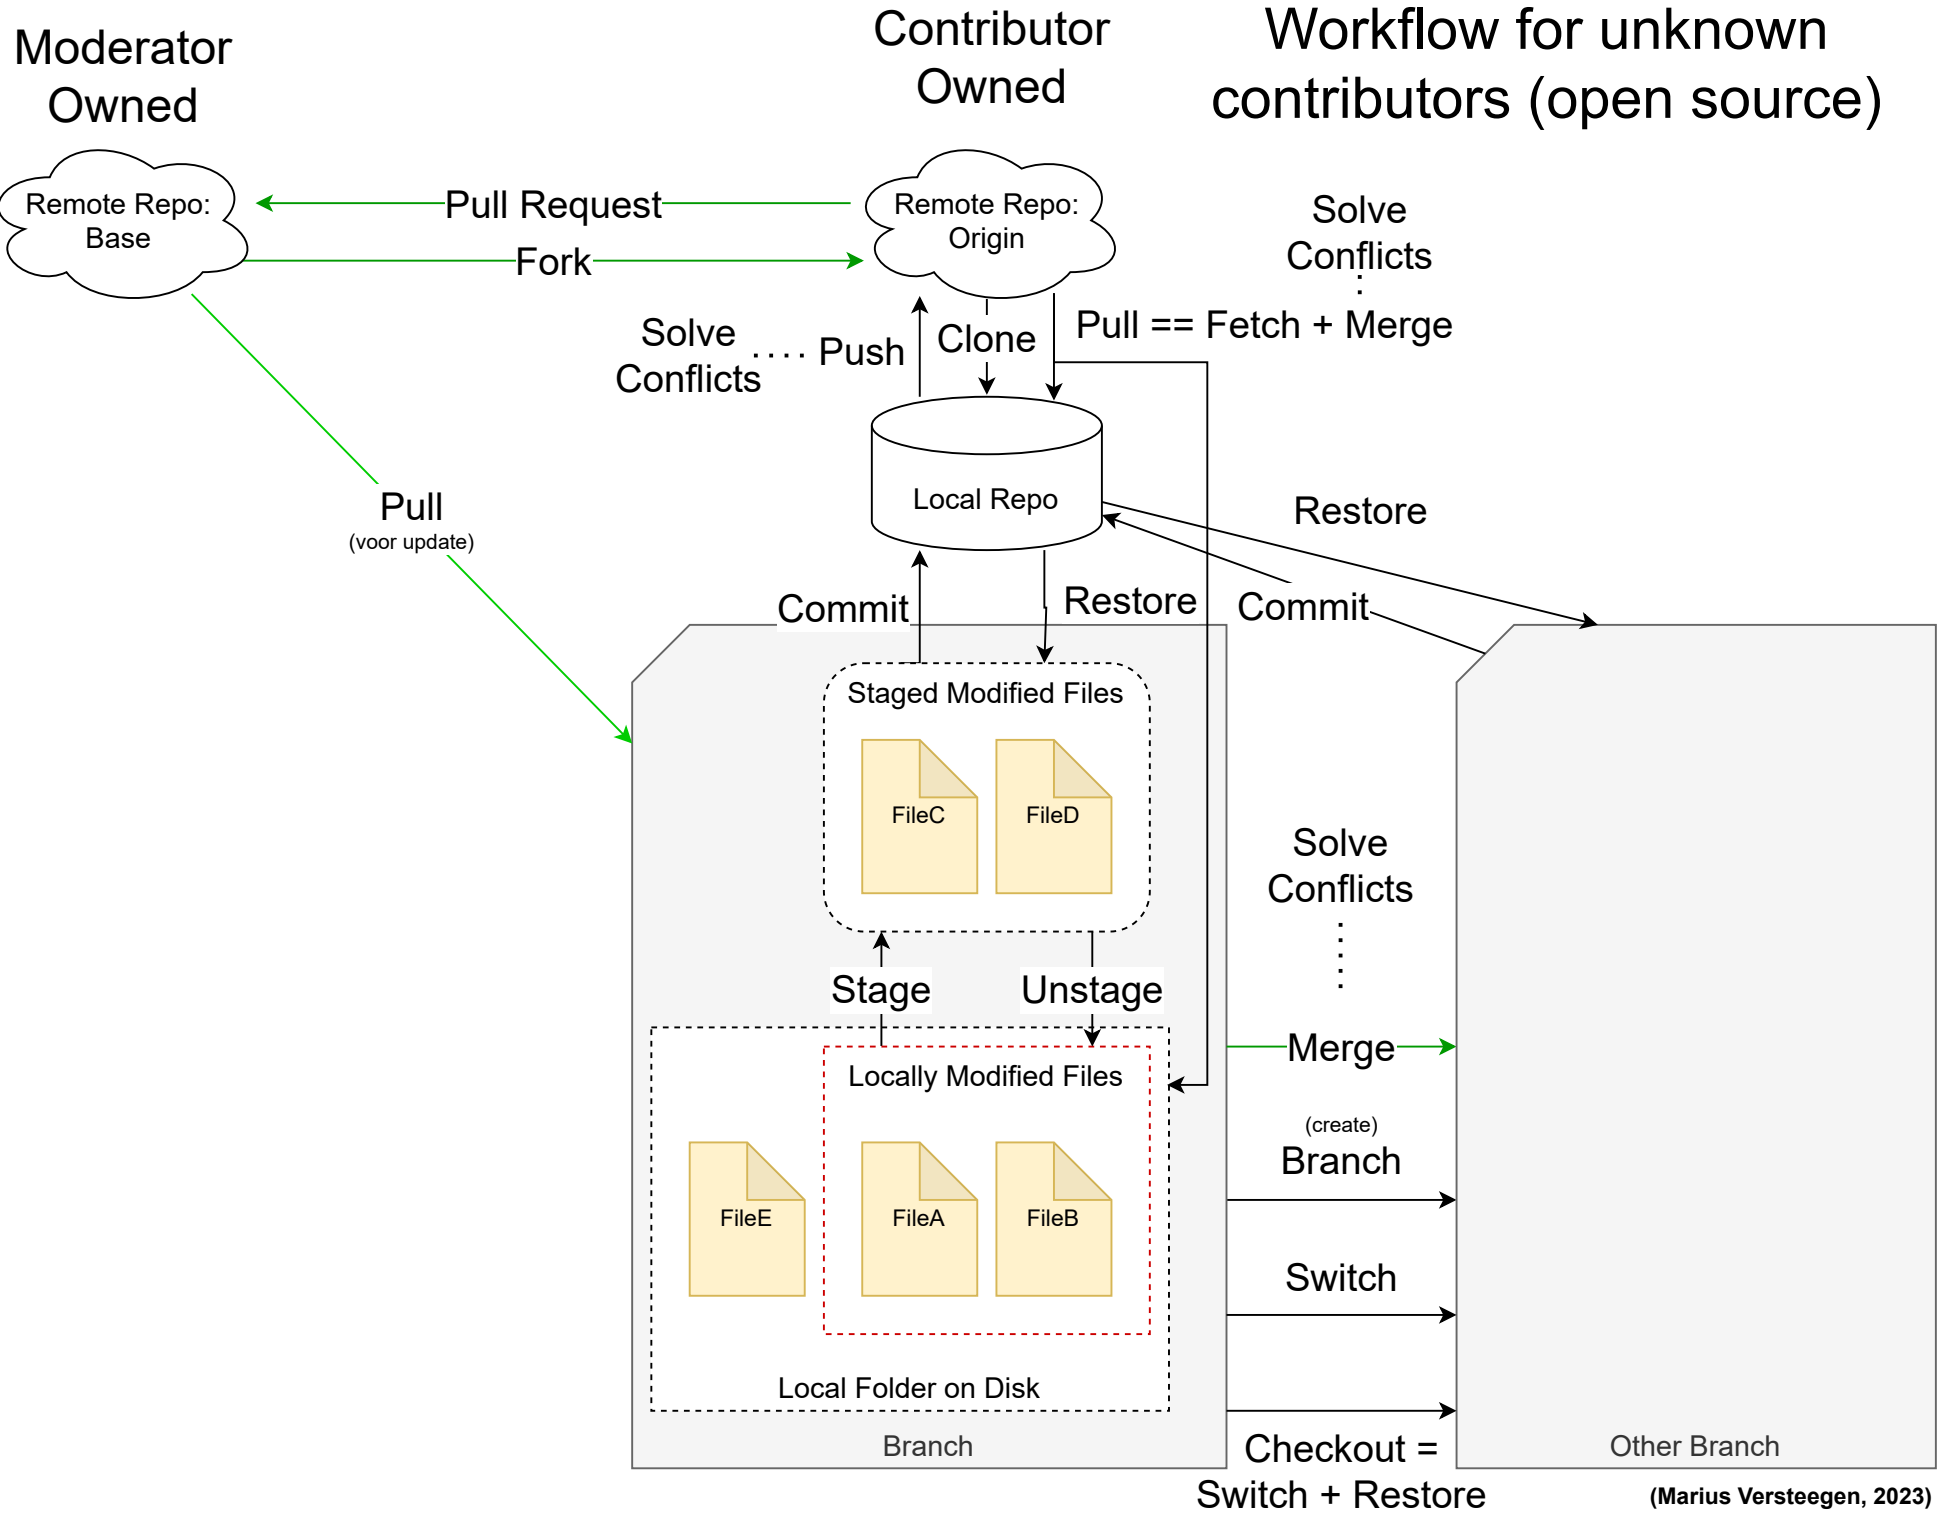 Moderator
Owned
Contributor
Owned
Workflow for unknown
contributors (open source)
Remote Repo:
Base
Pull Request
Fork
Remote Repo:
Origin
Solve
Conflicts
Pull == Fetch + Merge
Solve
Conflicts
Push
Clone
Local Repo
Pull
(voor update)
Restore
Commit
Restore
Commit
Staged Modified Files
FileC
FileD
Solve
Conflicts
Stage
Unstage
Merge
Locally Modified Files
(create)
Branch
FileE
FileA
FileB
Switch
Local Folder on Disk
Branch
Checkout =
Switch + Restore
Other Branch
(Marius Versteegen, 2023)